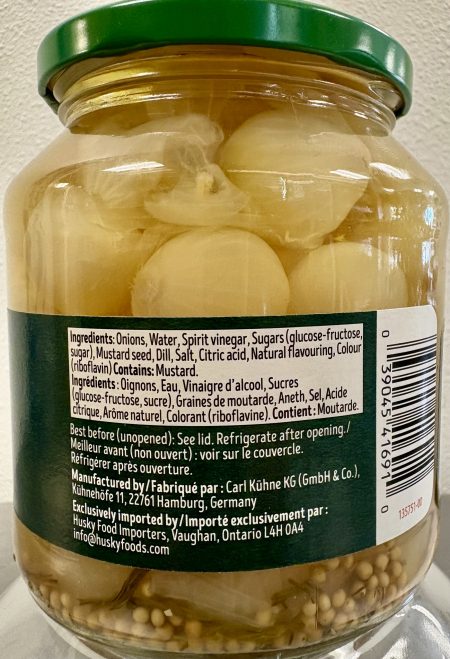 Ingredients: Onions, Water, Spirit vinegar, Sugars (glucose-fructose,
sugar), Mustard seed, Dill, Salt, Citric acid, Natural flavouring, Colour
(riboflavin) Contains: Mustard.
Ingrédients : Oignons, Eau, Vinaigre d'alcool, Sucres
(glucose-fructose, sucre), Graines de moutarde, Aneth, Sel, Acide
citrique, Arôme naturel, Colorant (riboflavine). Contient : Moutarde.
Best before (unopened): See lid. Refrigerate after opening./
Meilleur avant (non ouvert) : voir sur le couvercle.
Réfrigérer après ouverture.
Manufactured by / Fabriqué par : Carl Kühne KG (GmbH & Co.),
Kühnehöfe 11, 22761 Hamburg, Germany
Exclusively imported by / Importé exclusivement par :
Husky Food Importers, Vaughan, Ontario L4H 0A4
info@huskyfoods.com
0 39045 41691 0
135751-00